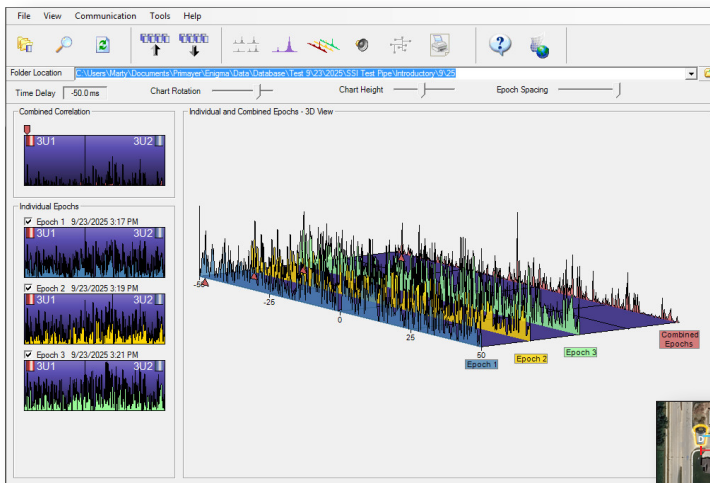 File View Communication Tools Help
Folder Location C:\Users\Marty\Documents\Primayer\Enigma\Data\Database\Test 9\23\2025\SSI Test Pipe\Introductory\9\25
Time Delay -50.0 ms Chart Rotation Chart Height Epoch Spacing
Combined Correlation
3U1 3U2
Individual Epochs
Epoch 1 9/23/2025 3:17 PM
3U1 3U2
Epoch 2 9/23/2025 3:19 PM
3U1 3U2
Epoch 3 9/23/2025 3:21 PM
3U1 3U2
Individual and Combined Epochs - 3D View
-50
-25
0
25
50
Epoch 1
Epoch 2
Epoch 3
Combined
Epochs
D